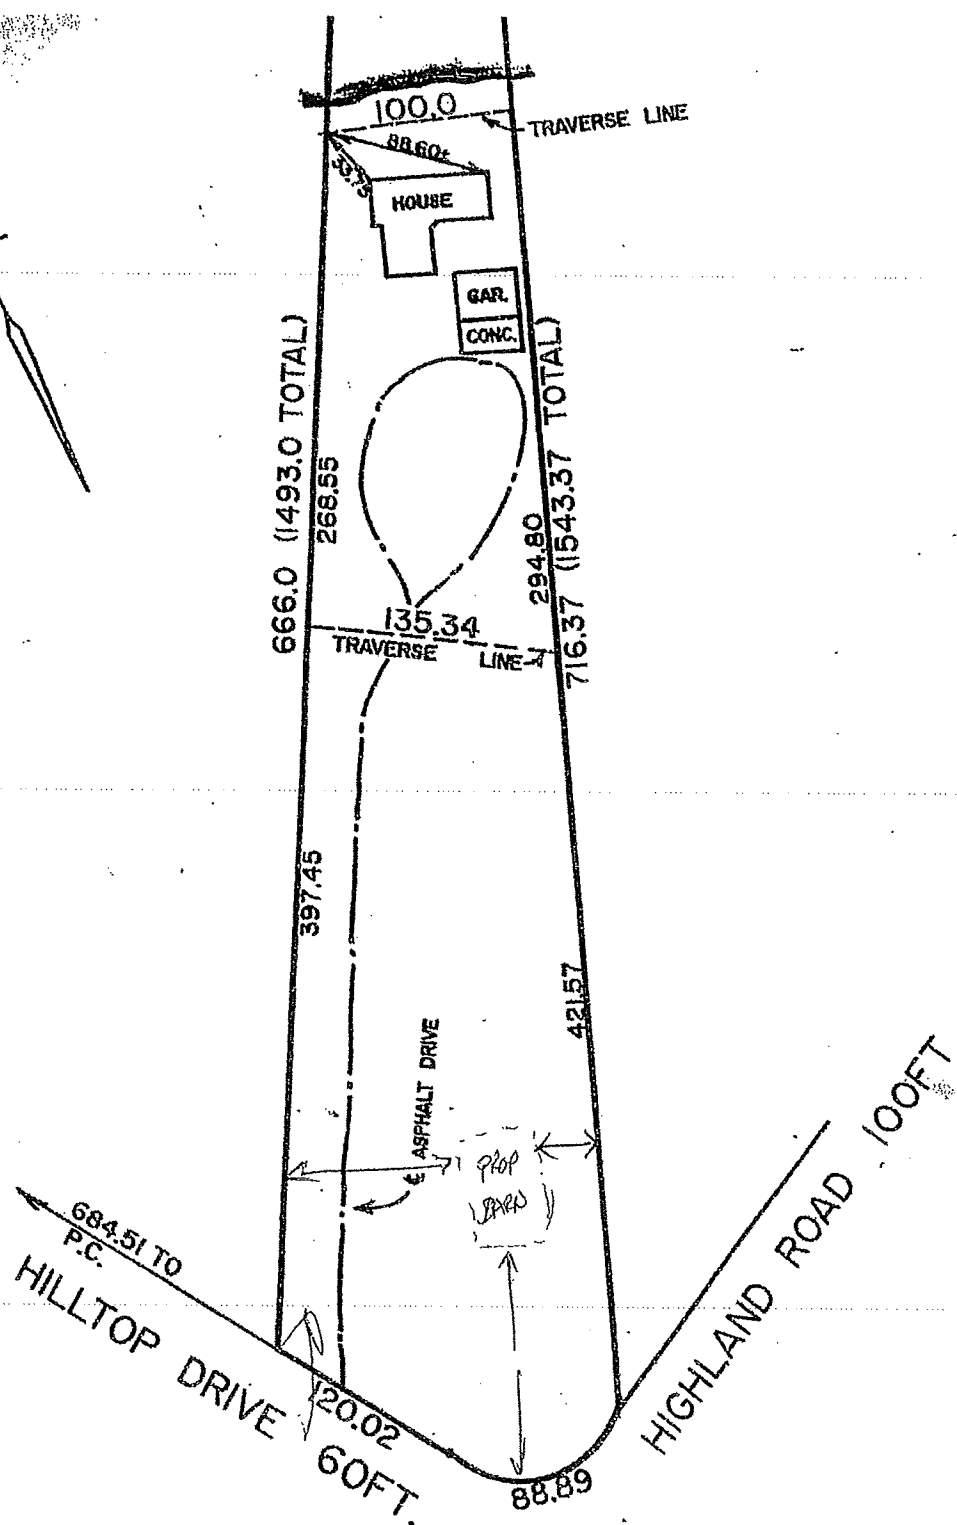 100.0
TRAVERSE LINE
88.60±
33.75
HOUSE
GAR.
CONC.
666.0 (1493.0 TOTAL)
268.55
294.80
716.37 (1543.37 TOTAL)
135.34
TRAVERSE LINE
397.45
421.57
℄ ASPHALT DRIVE
PROP
BARN
684.51 TO
P.C.
HILLTOP DRIVE 60FT.
120.02
88.89
HIGHLAND ROAD 100FT